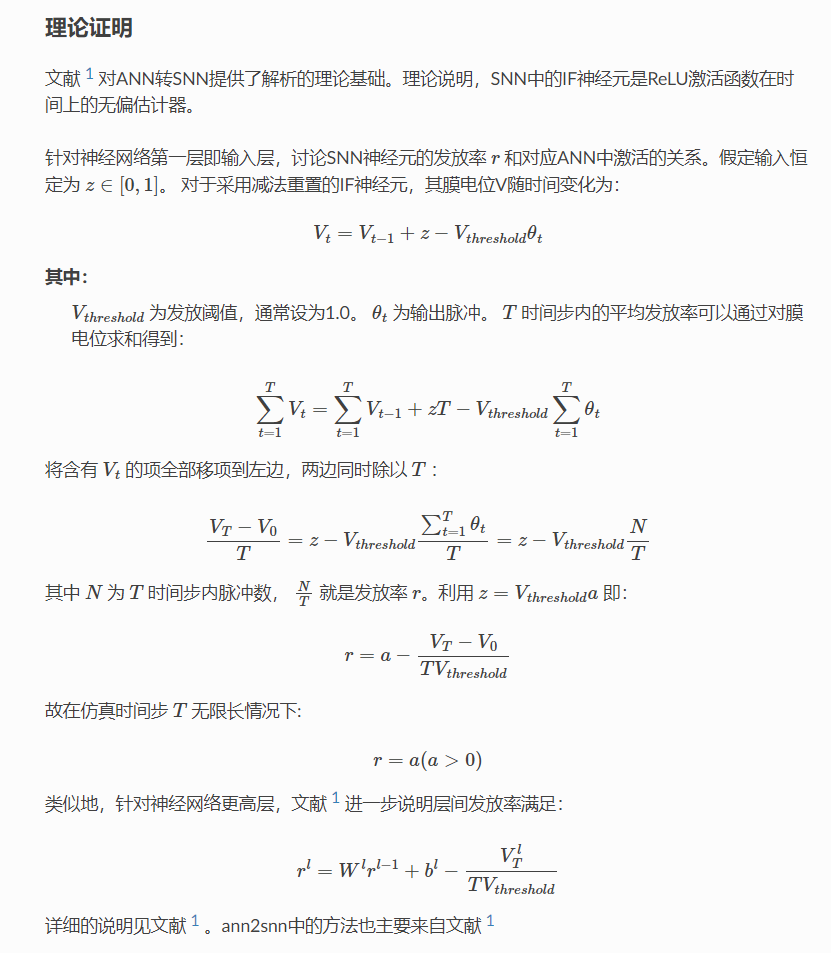 理论证明
文献 1 对ANN转SNN提供了解析的理论基础。理论说明，SNN中的IF神经元是ReLU激活函数在时
间上的无偏估计器。
针对神经网络第一层即输入层，讨论SNN神经元的发放率 r 和对应ANN中激活的关系。假定输入恒
定为 z ∈ [0, 1]。 对于采用减法重置的IF神经元，其膜电位V随时间变化为：
V_t = V_{t−1} + z − V_{threshold}θ_t
其中：
V_{threshold} 为发放阈值，通常设为1.0。 θ_t 为输出脉冲。 T 时间步内的平均发放率可以通过对膜
电位求和得到：
\sum_{t=1}^{T} V_t = \sum_{t=1}^{T} V_{t−1} + zT − V_{threshold} \sum_{t=1}^{T} θ_t
将含有 V_t 的项全部移项到左边，两边同时除以 T：
\frac{V_T − V_0}{T} = z − V_{threshold} \frac{\sum_{t=1}^{T} θ_t}{T} = z − V_{threshold} \frac{N}{T}
其中 N 为 T 时间步内脉冲数， \frac{N}{T} 就是发放率 r。利用 z = V_{threshold}a 即：
r = a − \frac{V_T − V_0}{TV_{threshold}}
故在仿真时间步 T 无限长情况下:
r = a(a > 0)
类似地，针对神经网络更高层，文献 1 进一步说明层间发放率满足：
r^l = W^l r^{l−1} + b^l − \frac{V_T^l}{TV_{threshold}}
详细的说明见文献 1 。ann2snn中的方法也主要来自文献 1